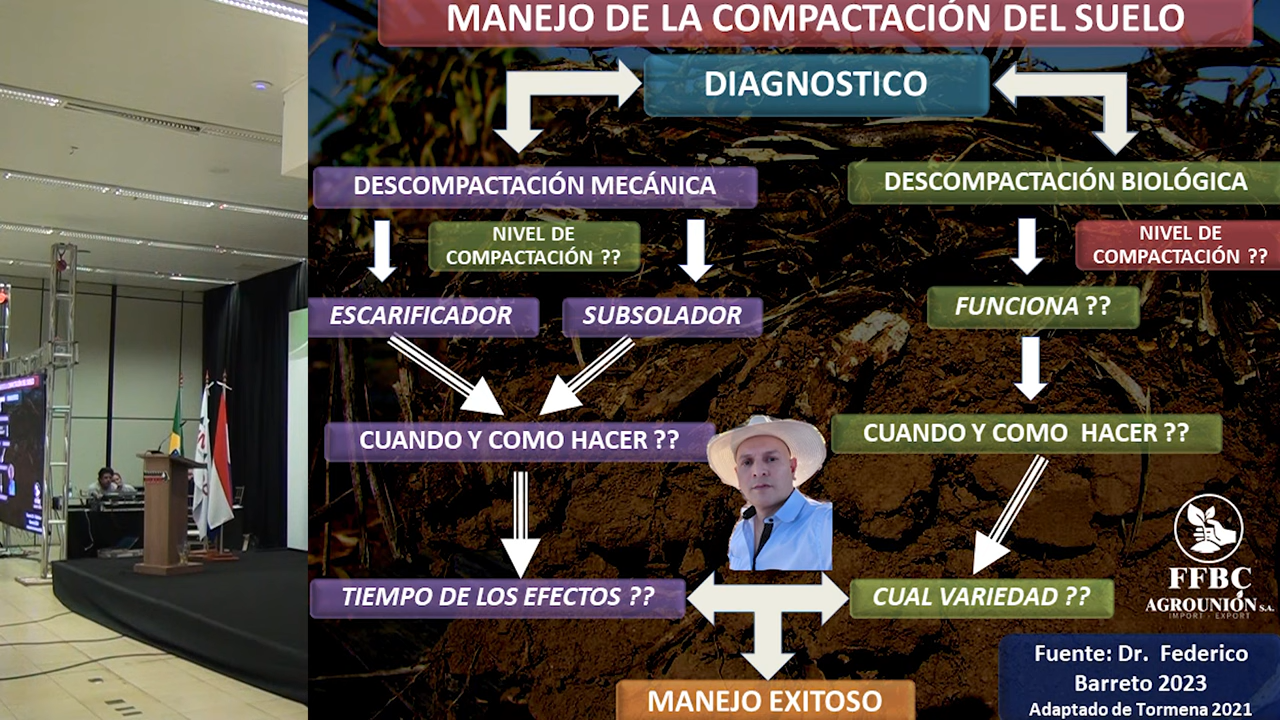 MANEJO DE LA COMPACTACIÓN DEL SUELO
DIAGNOSTICO
DESCOMPACTACIÓN MECÁNICA
DESCOMPACTACIÓN BIOLÓGICA
NIVEL DE
COMPACTACIÓN ??
NIVEL DE
COMPACTACIÓN ??
ESCARIFICADOR
SUBSOLADOR
FUNCIONA ??
CUANDO Y COMO HACER ??
CUANDO Y COMO HACER ??
TIEMPO DE LOS EFECTOS ??
CUAL VARIEDAD ??
MANEJO EXITOSO
FFBC
AGROUNIÓN S.A.
IMPORT - EXPORT
Fuente: Dr. Federico
Barreto 2023
Adaptado de Tormena 2021